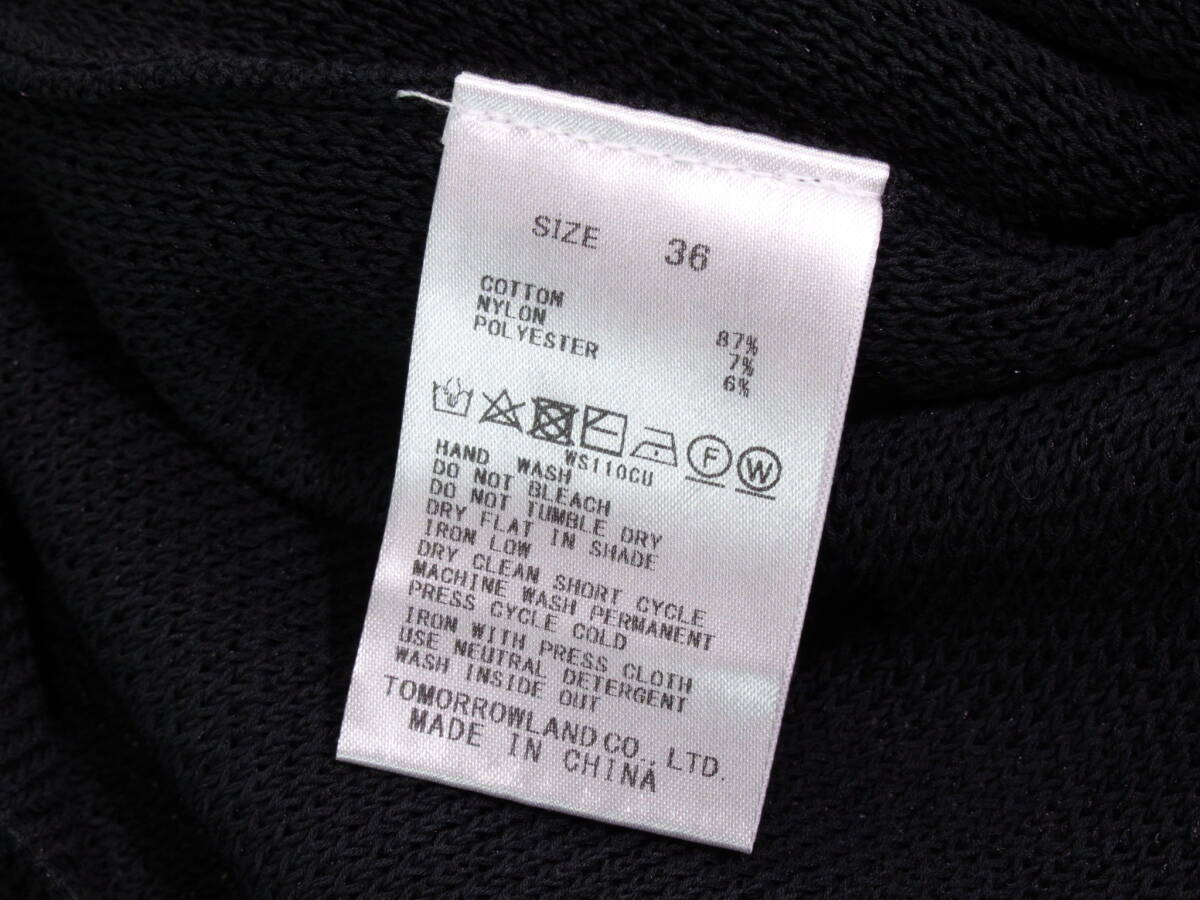 SIZE 36
COTTON 87%
NYLON 7%
POLYESTER 6%
F W
WS110CU
HAND WASH
DO NOT BLEACH
DO NOT TUMBLE DRY
DRY FLAT IN SHADE
IRON LOW
DRY CLEAN SHORT CYCLE
MACHINE WASH PERMANENT
PRESS CYCLE COLD
IRON WITH PRESS CLOTH
USE NEUTRAL DETERGENT
WASH INSIDE OUT
TOMORROWLAND CO., LTD.
MADE IN CHINA